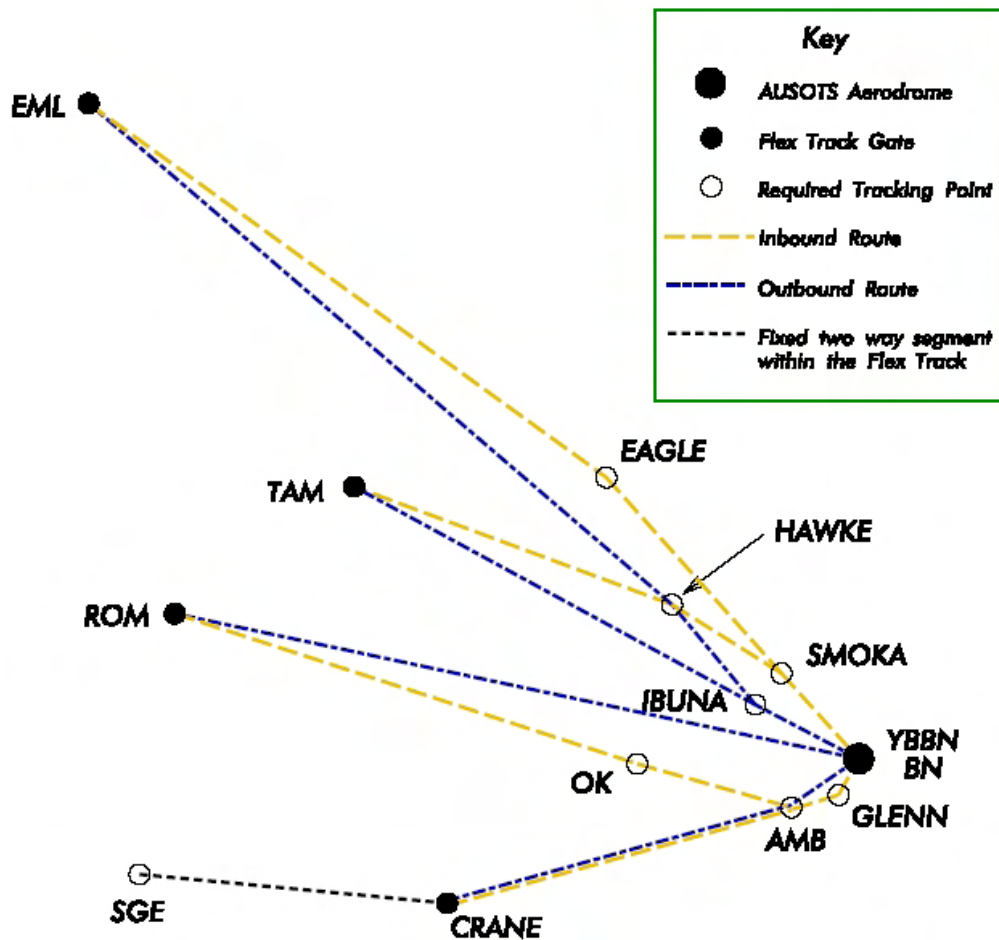 Key
AUSOTS Aerodrome
Flex Track Gate
Required Tracking Point
Inbound Route
Outbound Route
Fixed two way segment
within the Flex Track
EML
EAGLE
TAM
HAWKE
ROM
SMOKA
IBUNA
YBBN
BN
OK
GLENN
AMB
SGE
CRANE